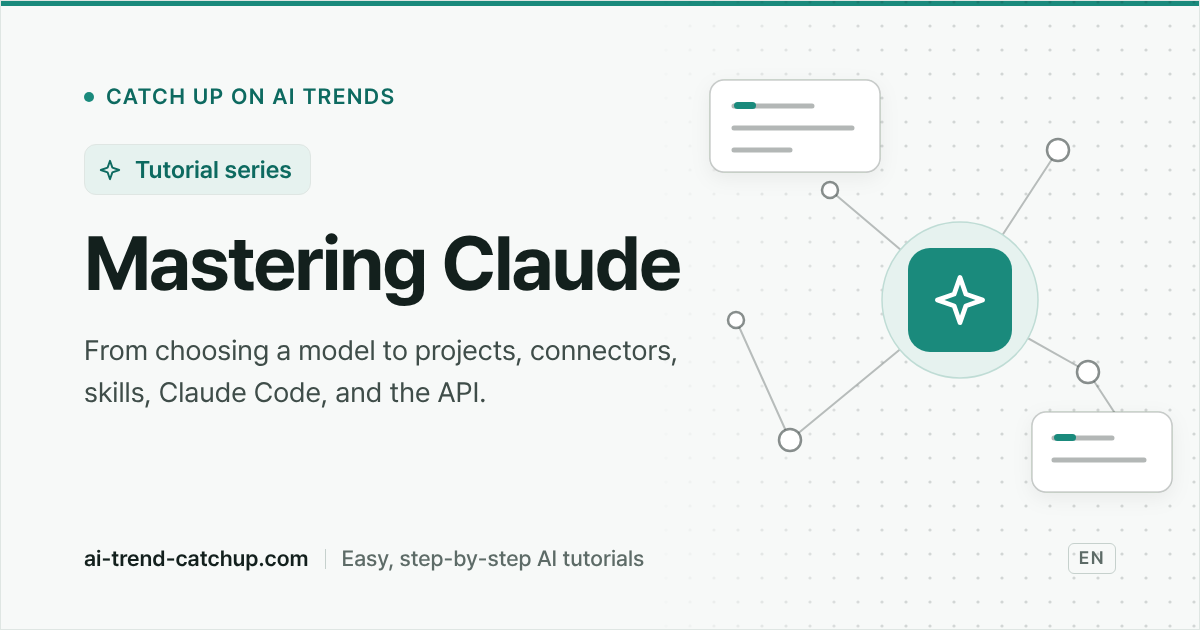 CATCH UP ON AI TRENDS
Tutorial series
Mastering Claude
From choosing a model to projects, connectors,
skills, Claude Code, and the API.
ai-trend-catchup.com
Easy, step-by-step AI tutorials
EN